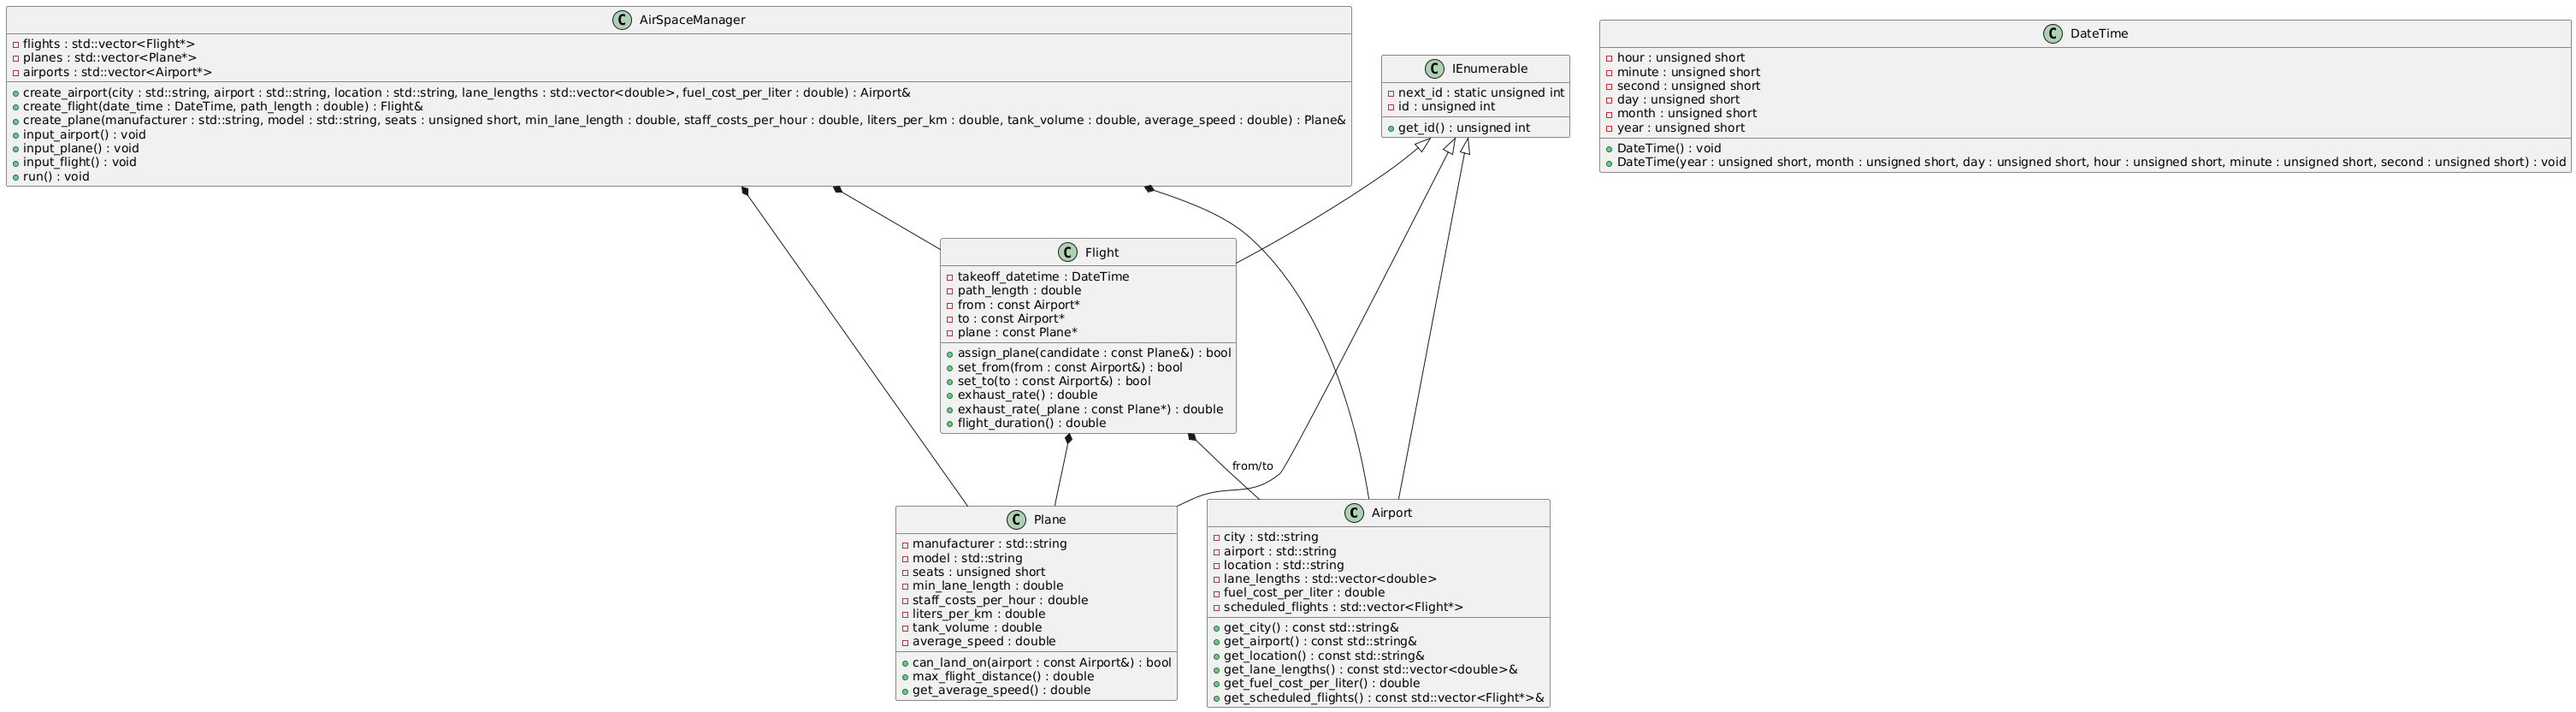 C AirSpaceManager
flights : std::vector<Flight*>
planes : std::vector<Plane*>
airports : std::vector<Airport*>
create_airport(city : std::string, airport : std::string, location : std::string, lane_lengths : std::vector<double>, fuel_cost_per_liter : double) : Airport&
create_flight(date_time : DateTime, path_length : double) : Flight&
create_plane(manufacturer : std::string, model : std::string, seats : unsigned short, min_lane_length : double, staff_costs_per_hour : double, liters_per_km : double, tank_volume : double, average_speed : double) : Plane&
input_airport() : void
input_plane() : void
input_flight() : void
run() : void
C IEnumerable
next_id : static unsigned int
id : unsigned int
get_id() : unsigned int
C DateTime
hour : unsigned short
minute : unsigned short
second : unsigned short
day : unsigned short
month : unsigned short
year : unsigned short
DateTime() : void
DateTime(year : unsigned short, month : unsigned short, day : unsigned short, hour : unsigned short, minute : unsigned short, second : unsigned short) : void
C Flight
takeoff_datetime : DateTime
path_length : double
from : const Airport*
to : const Airport*
plane : const Plane*
assign_plane(candidate : const Plane&) : bool
set_from(from : const Airport&) : bool
set_to(to : const Airport&) : bool
exhaust_rate() : double
exhaust_rate(_plane : const Plane*) : double
flight_duration() : double
from/to
C Plane
manufacturer : std::string
model : std::string
seats : unsigned short
min_lane_length : double
staff_costs_per_hour : double
liters_per_km : double
tank_volume : double
average_speed : double
can_land_on(airport : const Airport&) : bool
max_flight_distance() : double
get_average_speed() : double
C Airport
city : std::string
airport : std::string
location : std::string
lane_lengths : std::vector<double>
fuel_cost_per_liter : double
scheduled_flights : std::vector<Flight*>
get_city() : const std::string&
get_airport() : const std::string&
get_location() : const std::string&
get_lane_lengths() : const std::vector<double>&
get_fuel_cost_per_liter() : double
get_scheduled_flights() : const std::vector<Flight*>&